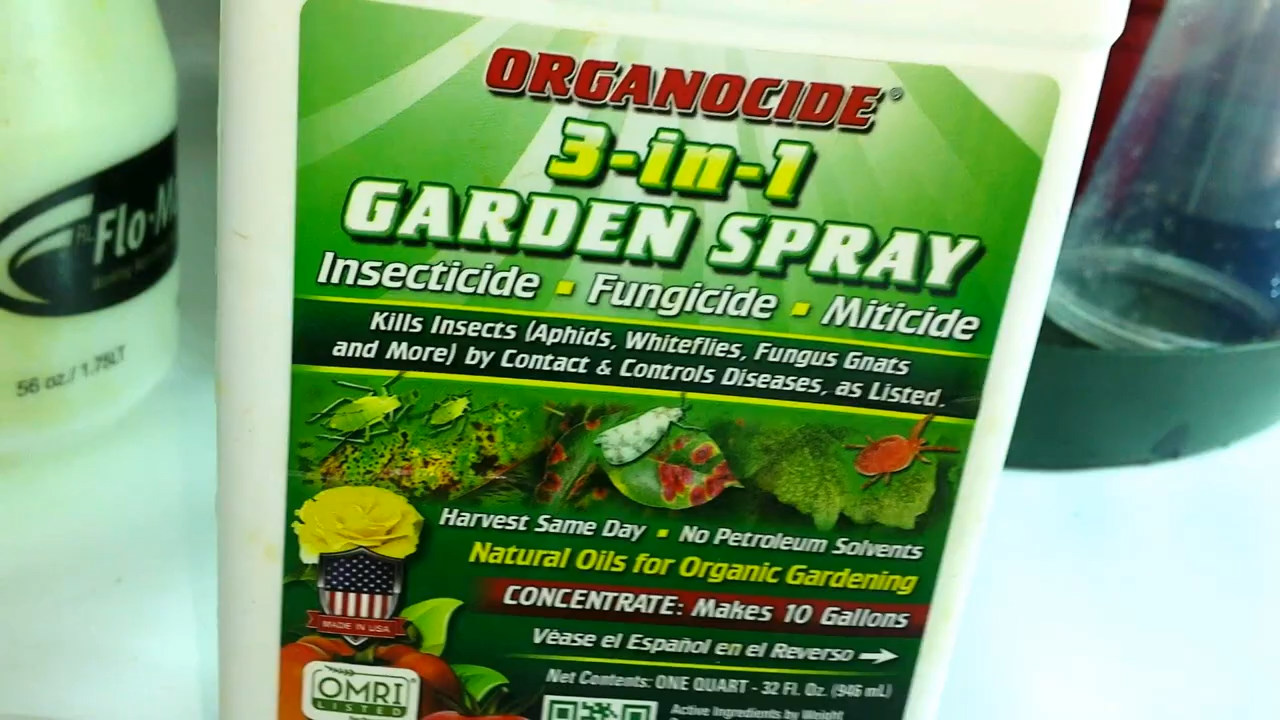 ORGANOCIDE®
3-in-1
GARDEN SPRAY
Insecticide ▪ Fungicide ▪ Miticide
Kills Insects (Aphids, Whiteflies, Fungus Gnats
and More) by Contact & Controls Diseases, as Listed.
Harvest Same Day ▪ No Petroleum Solvents
Natural Oils for Organic Gardening
CONCENTRATE: Makes 10 Gallons
MADE IN USA
Véase el Español en el Reverso
OMRI
LISTED
Net Contents: ONE QUART - 32 Fl. Oz. (946 mL)
Active Ingredients by Weight
Flo-M
56 oz./ 1.75LT